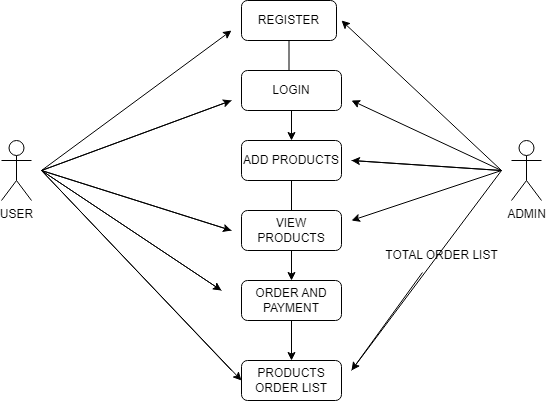 REGISTER
LOGIN
ADD PRODUCTS
USER
ADMIN
VIEW
PRODUCTS
TOTAL ORDER LIST
ORDER AND
PAYMENT
PRODUCTS
ORDER LIST